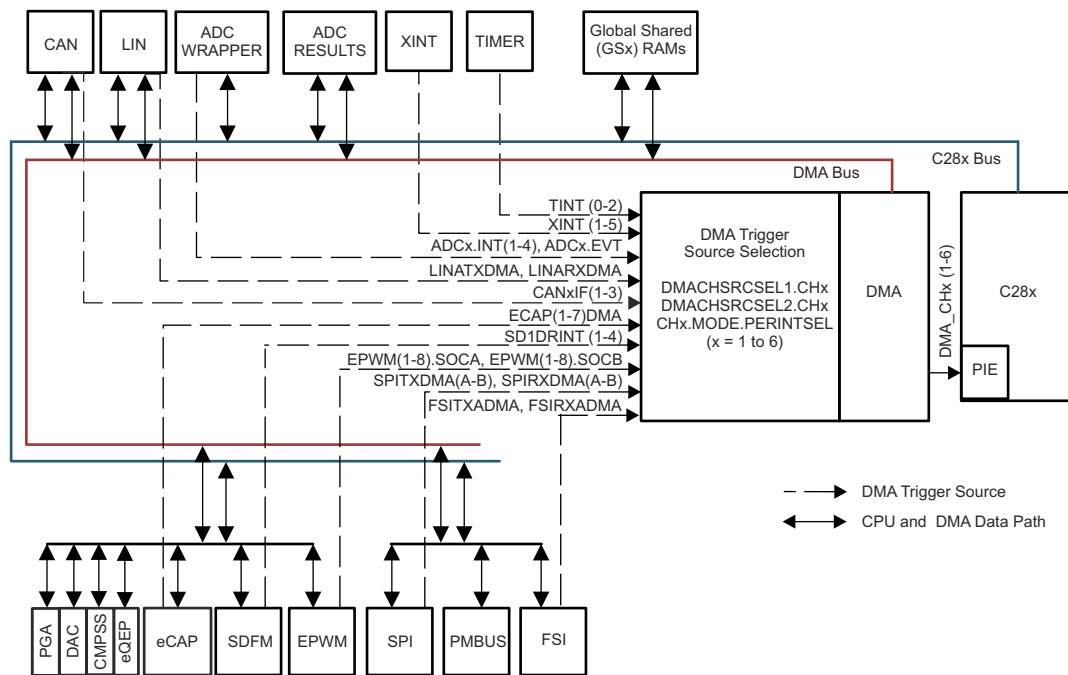 CAN
LIN
ADC
WRAPPER
ADC
RESULTS
XINT
TIMER
Global Shared
(GSx) RAMs
C28x Bus
DMA Bus
TINT (0-2)
XINT (1-5)
ADCx.INT(1-4), ADCx.EVT
LINATXDMA, LINARXDMA
CANxIF(1-3)
ECAP(1-7)DMA
SD1DRINT (1-4)
EPWM(1-8).SOCA, EPWM(1-8).SOCB
SPITXDMA(A-B), SPIRXDMA(A-B)
FSITXADMA, FSIRXADMA
DMA Trigger
Source Selection
DMACHSRCSEL1.CHx
DMACHSRCSEL2.CHx
CHx.MODE.PERINTSEL
(x = 1 to 6)
DMA
DMA_CHx (1-6)
C28x
PIE
DMA Trigger Source
CPU and DMA Data Path
PGA
DAC
CMPSS
eQEP
eCAP
SDFM
EPWM
SPI
PMBUS
FSI